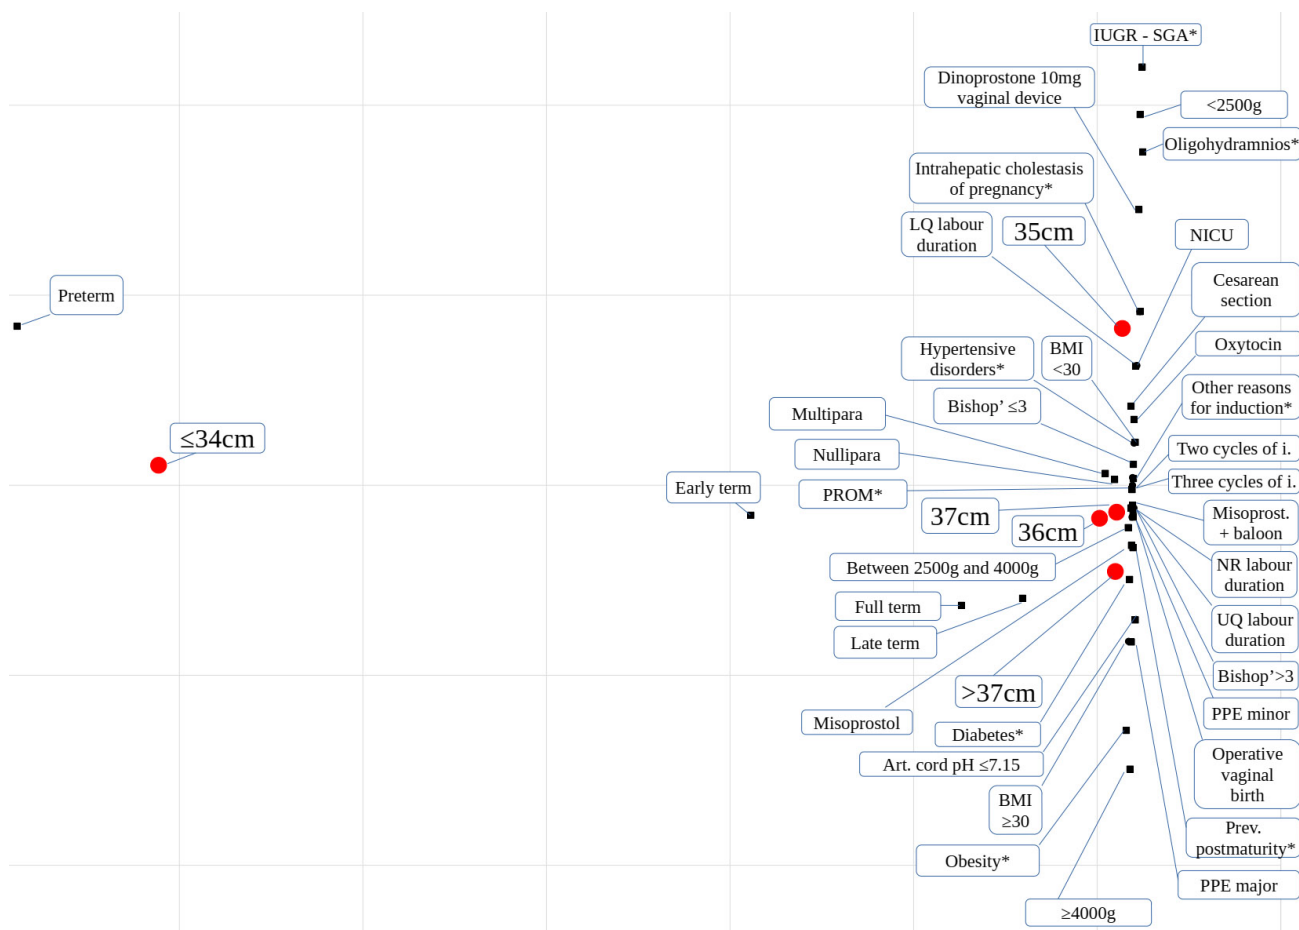 IUGR - SGA*
Dinoprostone 10mg
vaginal device
<2500g
Oligohydramnios*
Intrahepatic cholestasis
of pregnancy*
LQ labour
duration
35cm
NICU
Cesarean
section
Preterm
Hypertensive
disorders*
BMI
<30
Oxytocin
Other reasons
for induction*
Bishop’ ≤3
Multipara
≤34cm
Nullipara
Two cycles of i.
Three cycles of i.
Early term
PROM*
37cm
36cm
Misoprost.
+ baloon
Between 2500g and 4000g
NR labour
duration
Full term
Late term
UQ labour
duration
Bishop’>3
>37cm
Misoprostol
PPE minor
Diabetes*
Art. cord pH ≤7.15
Operative
vaginal
birth
BMI
≥30
Prev.
postmaturity*
Obesity*
PPE major
≥4000g